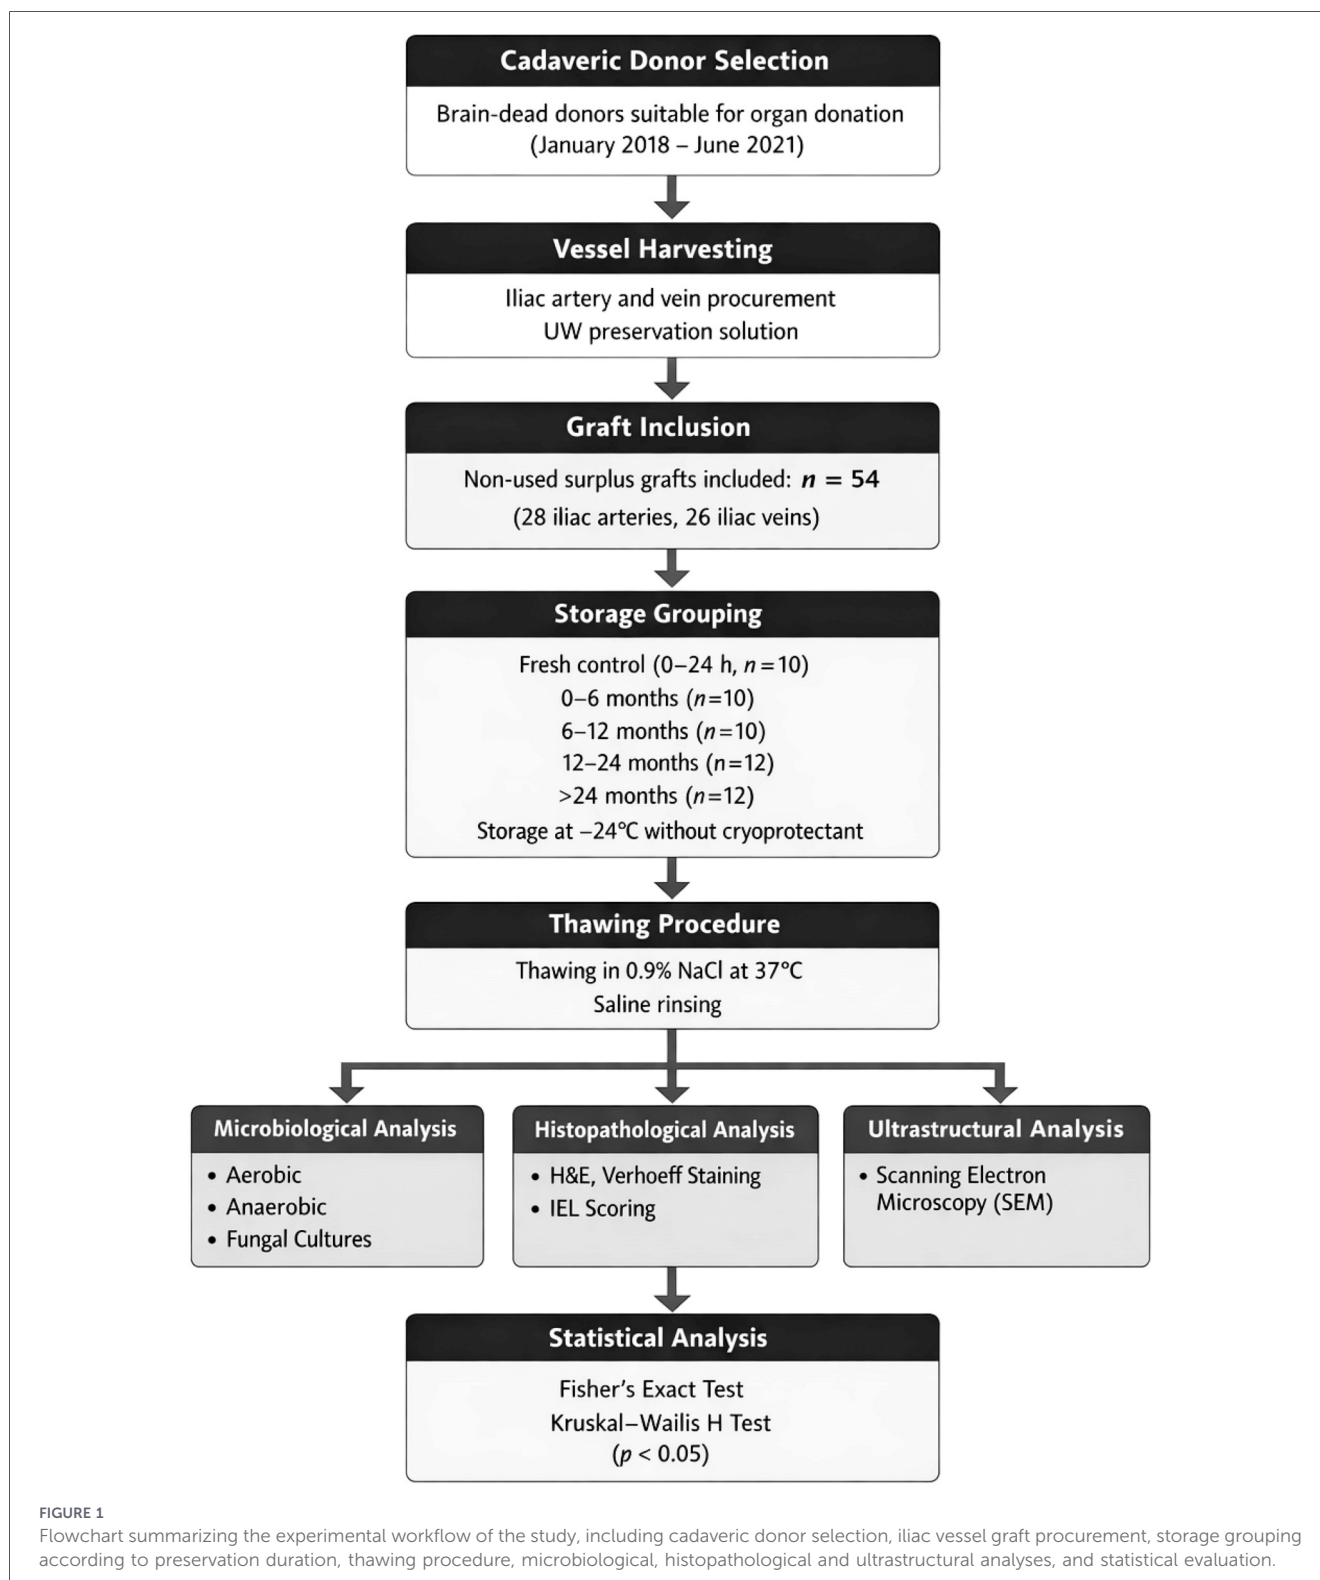 Cadaveric Donor Selection
Brain-dead donors suitable for organ donation
(January 2018 – June 2021)
Vessel Harvesting
Iliac artery and vein procurement
UW preservation solution
Graft Inclusion
Non-used surplus grafts included: n = 54
(28 iliac arteries, 26 iliac veins)
Storage Grouping
Fresh control (0–24 h, n = 10)
0–6 months (n=10)
6–12 months (n=10)
12–24 months (n=12)
>24 months (n=12)
Storage at –24°C without cryoprotectant
Thawing Procedure
Thawing in 0.9% NaCl at 37°C
Saline rinsing
Microbiological Analysis
• Aerobic
• Anaerobic
• Fungal Cultures
Histopathological Analysis
• H&E, Verhoeff Staining
• IEL Scoring
Ultrastructural Analysis
• Scanning Electron
Microscopy (SEM)
Statistical Analysis
Fisher's Exact Test
Kruskal–Wailis H Test
(p < 0.05)
FIGURE 1
Flowchart summarizing the experimental workflow of the study, including cadaveric donor selection, iliac vessel graft procurement, storage grouping
according to preservation duration, thawing procedure, microbiological, histopathological and ultrastructural analyses, and statistical evaluation.